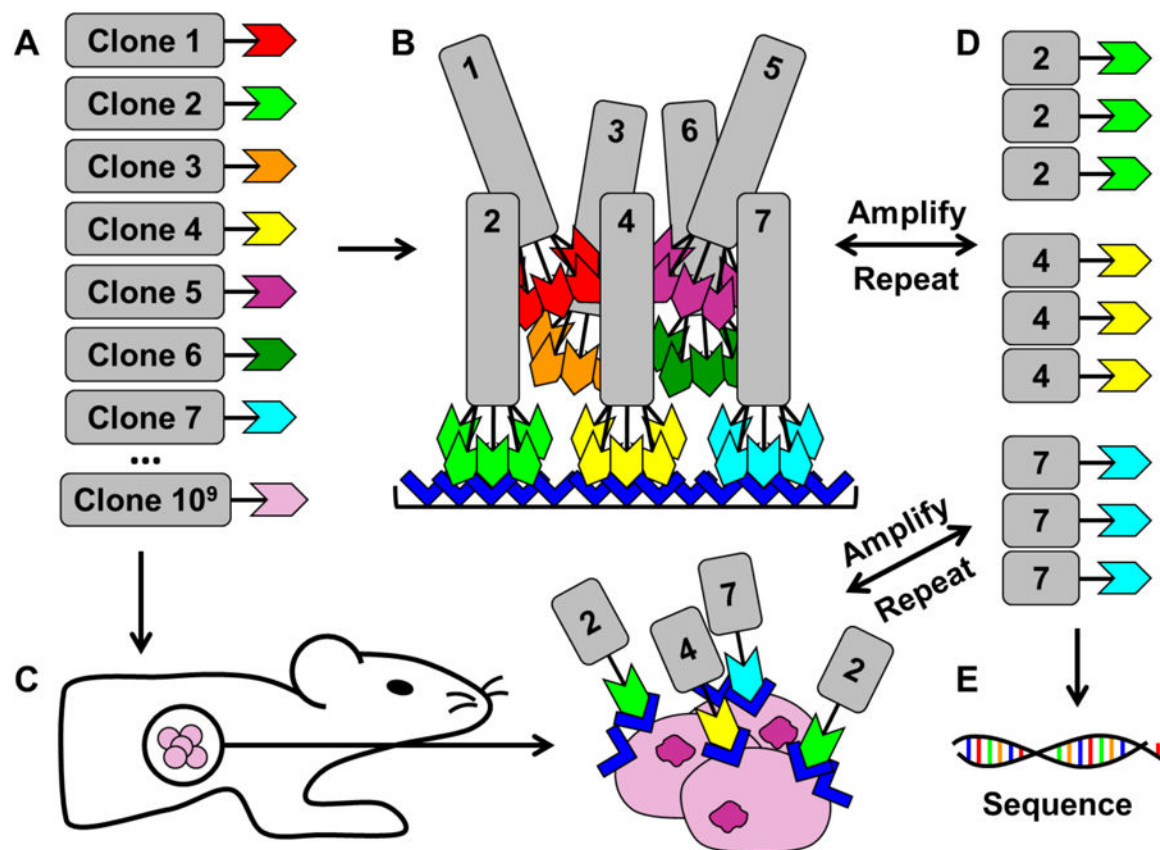 A
Clone 1
Clone 2
Clone 3
Clone 4
Clone 5
Clone 6
Clone 7
...
Clone 10⁹
B
1
3
6
5
2
4
7
Amplify
Repeat
D
2
2
2
4
4
4
7
7
7
C
2
4
7
2
Amplify
Repeat
E
Sequence